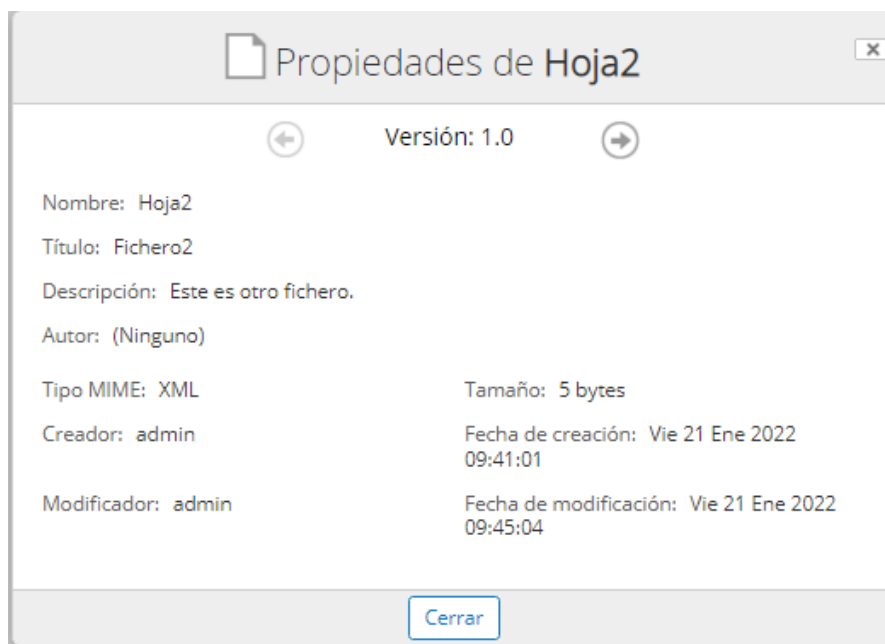 Propiedades de Hoja2
Versión: 1.0
Nombre: Hoja2
Título: Fichero2
Descripción: Este es otro fichero.
Autor: (Ninguno)
Tipo MIME: XML
Tamaño: 5 bytes
Creador: admin
Fecha de creación: Vie 21 Ene 2022
09:41:01
Modificador: admin
Fecha de modificación: Vie 21 Ene 2022
09:45:04
Cerrar